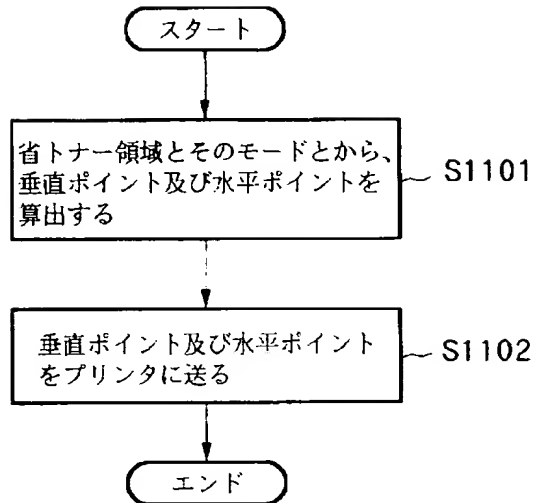 スタート
省トナー領域とそのモードとから、
垂直ポイント及び水平ポイントを
算出する
S1101
垂直ポイント及び水平ポイント
をプリンタに送る
S1102
エンド